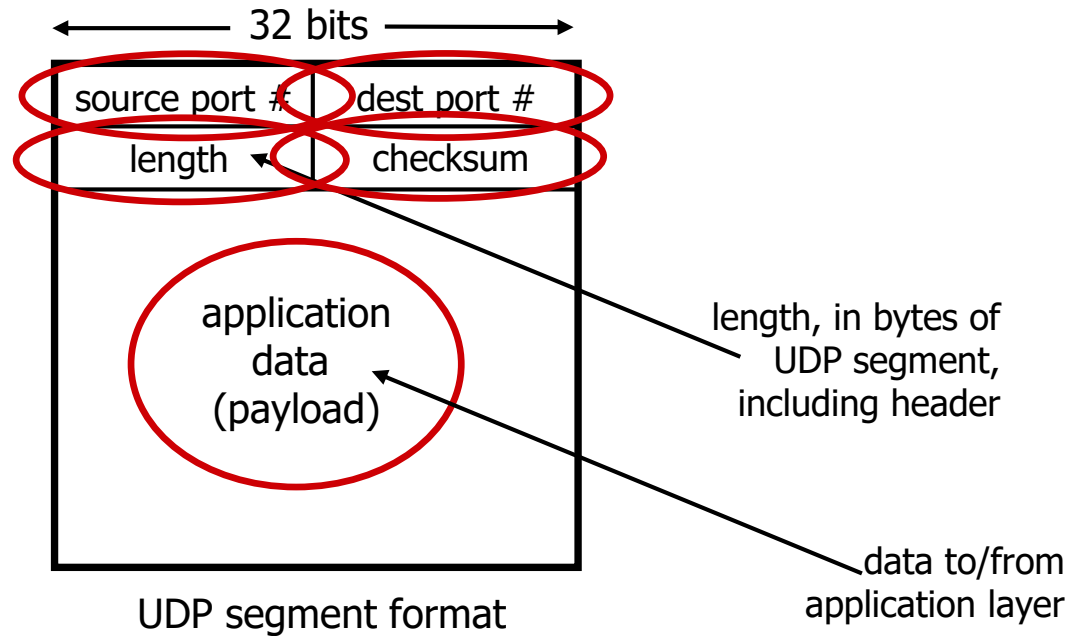 32 bits
source port #
dest port #
length
checksum
application
data
(payload)
length, in bytes of
UDP segment,
including header
data to/from
application layer
UDP segment format